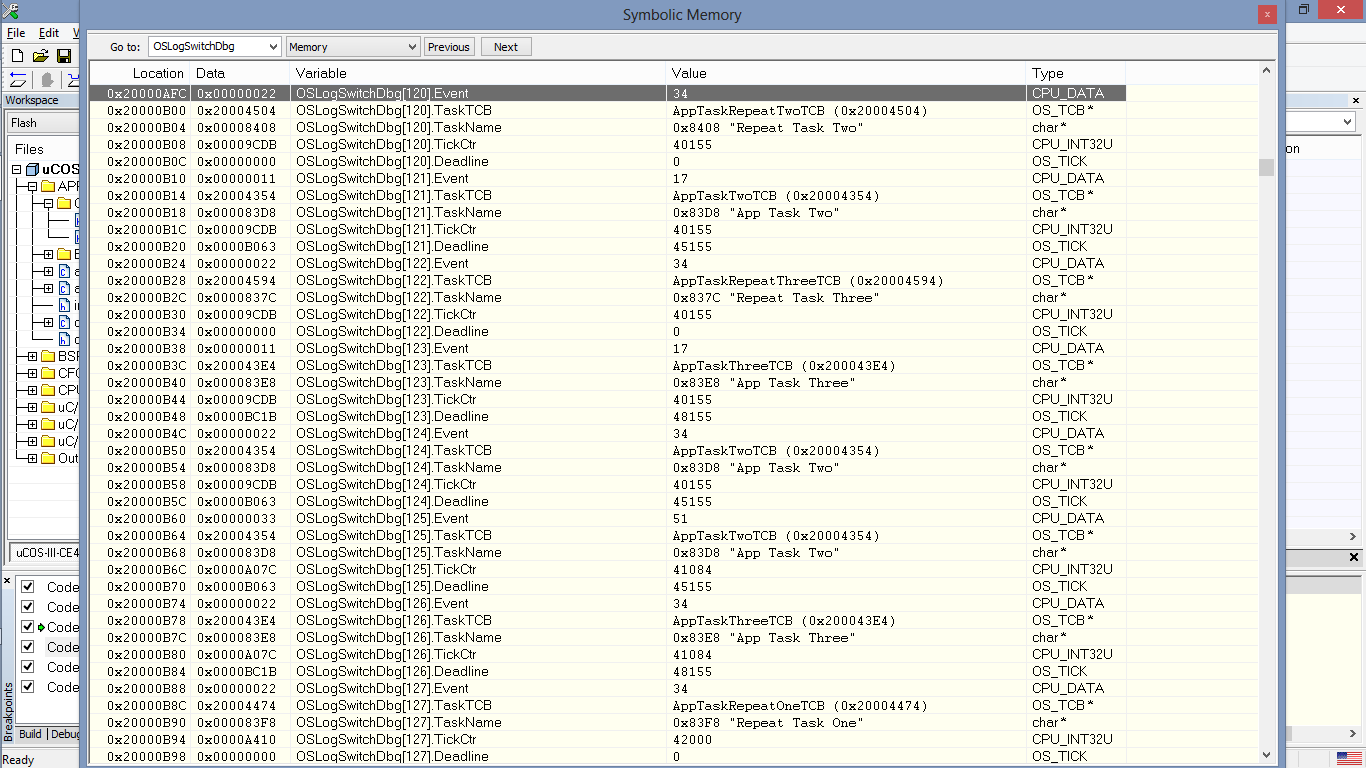 Symbolic Memory
File Edit V
Go to: OSLogSwitchDbg Memory Previous Next
Workspace
Flash
Files
uCOS
APP
BSP
CPU
uC/
uC/
uC/
Out
uCOS-III-CE4
Code
Code
Code
Code
Code
Code
Breakpoints
Build Debug
Ready
on
Location Data Variable Value Type
0x20000AFC 0x00000022 OSLogSwitchDbg[120].Event 34 CPU_DATA
0x20000B00 0x20004504 OSLogSwitchDbg[120].TaskTCB AppTaskRepeatTwoTCB (0x20004504) OS_TCB*
0x20000B04 0x00008408 OSLogSwitchDbg[120].TaskName 0x8408 "Repeat Task Two" char*
0x20000B08 0x00009CDB OSLogSwitchDbg[120].TickCtr 40155 CPU_INT32U
0x20000B0C 0x00000000 OSLogSwitchDbg[120].Deadline 0 OS_TICK
0x20000B10 0x00000011 OSLogSwitchDbg[121].Event 17 CPU_DATA
0x20000B14 0x20004354 OSLogSwitchDbg[121].TaskTCB AppTaskTwoTCB (0x20004354) OS_TCB*
0x20000B18 0x000083D8 OSLogSwitchDbg[121].TaskName 0x83D8 "App Task Two" char*
0x20000B1C 0x00009CDB OSLogSwitchDbg[121].TickCtr 40155 CPU_INT32U
0x20000B20 0x0000B063 OSLogSwitchDbg[121].Deadline 45155 OS_TICK
0x20000B24 0x00000022 OSLogSwitchDbg[122].Event 34 CPU_DATA
0x20000B28 0x20004594 OSLogSwitchDbg[122].TaskTCB AppTaskRepeatThreeTCB (0x20004594) OS_TCB*
0x20000B2C 0x0000837C OSLogSwitchDbg[122].TaskName 0x837C "Repeat Task Three" char*
0x20000B30 0x00009CDB OSLogSwitchDbg[122].TickCtr 40155 CPU_INT32U
0x20000B34 0x00000000 OSLogSwitchDbg[122].Deadline 0 OS_TICK
0x20000B38 0x00000011 OSLogSwitchDbg[123].Event 17 CPU_DATA
0x20000B3C 0x200043E4 OSLogSwitchDbg[123].TaskTCB AppTaskThreeTCB (0x200043E4) OS_TCB*
0x20000B40 0x000083E8 OSLogSwitchDbg[123].TaskName 0x83E8 "App Task Three" char*
0x20000B44 0x00009CDB OSLogSwitchDbg[123].TickCtr 40155 CPU_INT32U
0x20000B48 0x0000BC1B OSLogSwitchDbg[123].Deadline 48155 OS_TICK
0x20000B4C 0x00000022 OSLogSwitchDbg[124].Event 34 CPU_DATA
0x20000B50 0x20004354 OSLogSwitchDbg[124].TaskTCB AppTaskTwoTCB (0x20004354) OS_TCB*
0x20000B54 0x000083D8 OSLogSwitchDbg[124].TaskName 0x83D8 "App Task Two" char*
0x20000B58 0x00009CDB OSLogSwitchDbg[124].TickCtr 40155 CPU_INT32U
0x20000B5C 0x0000B063 OSLogSwitchDbg[124].Deadline 45155 OS_TICK
0x20000B60 0x00000033 OSLogSwitchDbg[125].Event 51 CPU_DATA
0x20000B64 0x20004354 OSLogSwitchDbg[125].TaskTCB AppTaskTwoTCB (0x20004354) OS_TCB*
0x20000B68 0x000083D8 OSLogSwitchDbg[125].TaskName 0x83D8 "App Task Two" char*
0x20000B6C 0x0000A07C OSLogSwitchDbg[125].TickCtr 41084 CPU_INT32U
0x20000B70 0x0000B063 OSLogSwitchDbg[125].Deadline 45155 OS_TICK
0x20000B74 0x00000022 OSLogSwitchDbg[126].Event 34 CPU_DATA
0x20000B78 0x200043E4 OSLogSwitchDbg[126].TaskTCB AppTaskThreeTCB (0x200043E4) OS_TCB*
0x20000B7C 0x000083E8 OSLogSwitchDbg[126].TaskName 0x83E8 "App Task Three" char*
0x20000B80 0x0000A07C OSLogSwitchDbg[126].TickCtr 41084 CPU_INT32U
0x20000B84 0x0000BC1B OSLogSwitchDbg[126].Deadline 48155 OS_TICK
0x20000B88 0x00000022 OSLogSwitchDbg[127].Event 34 CPU_DATA
0x20000B8C 0x20004474 OSLogSwitchDbg[127].TaskTCB AppTaskRepeatOneTCB (0x20004474) OS_TCB*
0x20000B90 0x000083F8 OSLogSwitchDbg[127].TaskName 0x83F8 "Repeat Task One" char*
0x20000B94 0x0000A410 OSLogSwitchDbg[127].TickCtr 42000 CPU_INT32U
0x20000B98 0x00000000 OSLogSwitchDbg[127].Deadline 0 OS_TICK